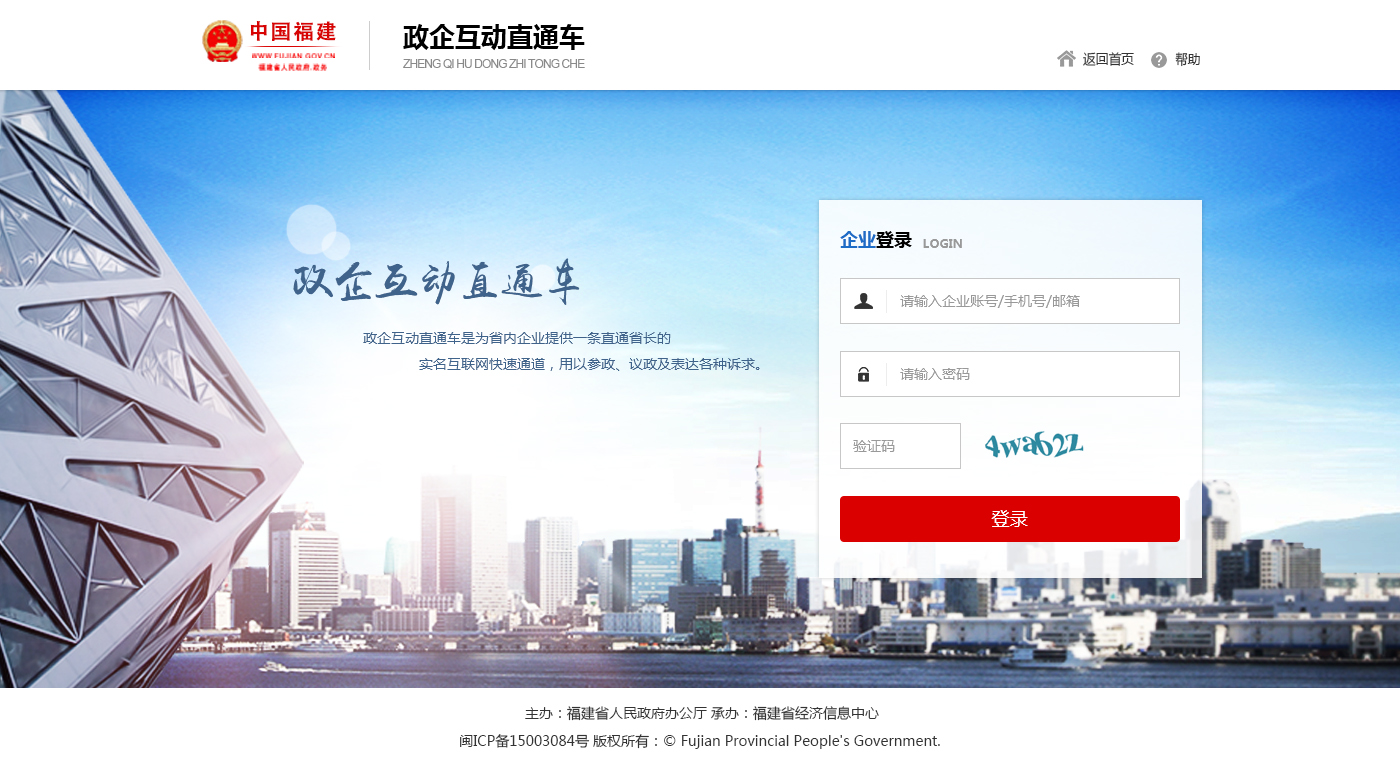 中国福建
WWW.FUJIAN.GOV.CN
福建省人民政府·政务
政企互动直通车
ZHENG QI HU DONG ZHI TONG CHE
返回首页 帮助
政企互动直通车
政企互动直通车是为省内企业提供一条直通省长的
实名互联网快速通道，用以参政、议政及表达各种诉求。
企业登录 LOGIN
请输入企业账号/手机号/邮箱
请输入密码
验证码 4wa62z
登录
主办：福建省人民政府办公厅 承办：福建省经济信息中心
闽ICP备15003084号 版权所有：© Fujian Provincial People's Government.